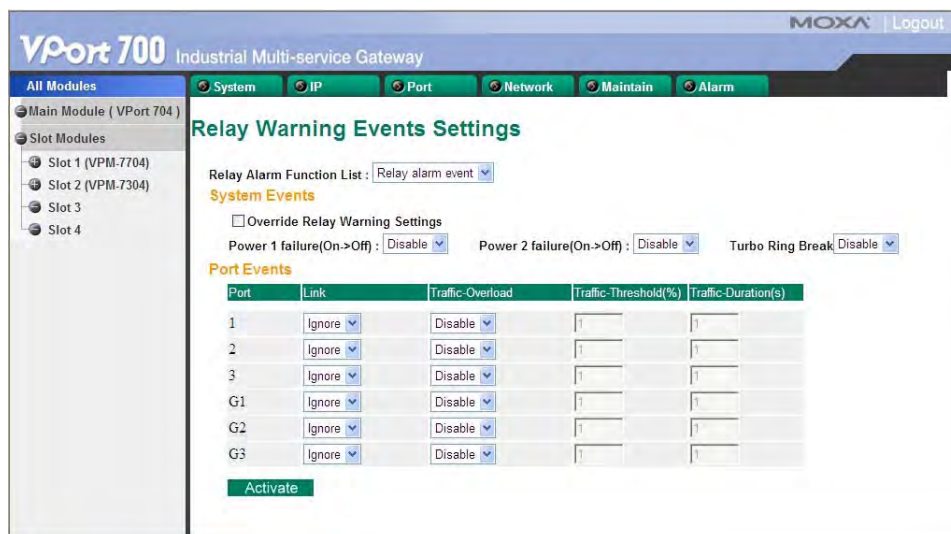 MOXA | Logout
VPort 700 Industrial Multi-service Gateway
All Modules System IP Port Network Maintain Alarm
Main Module ( VPort 704 )
Slot Modules
Slot 1 (VPM-7704)
Slot 2 (VPM-7304)
Slot 3
Slot 4
Relay Warning Events Settings
Relay Alarm Function List : Relay alarm event
System Events
Override Relay Warning Settings
Power 1 failure(On->Off) : Disable Power 2 failure(On->Off) : Disable Turbo Ring Break Disable
Port Events
Port Link Traffic-Overload Traffic-Threshold(%) Traffic-Duration(s)
1 Ignore Disable 1 1
2 Ignore Disable 1 1
3 Ignore Disable 1 1
G1 Ignore Disable 1 1
G2 Ignore Disable 1 1
G3 Ignore Disable 1 1
Activate